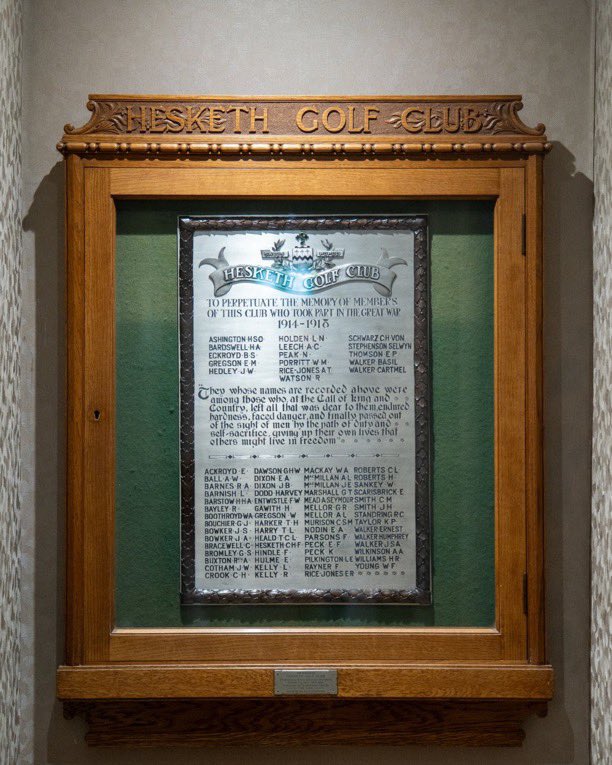 HESKETH GOLF CLUB
HESKETH GOLF CLUB
TO PERPETUATE THE MEMORY OF MEMBERS
OF THIS CLUB WHO TOOK PART IN THE GREAT WAR
1914-1918
ASHINGTON·H·S·O HOLDEN L·N SCHWARZ C·H·VON
BARDSWELL·H·A· LEECH A·C· STEPHENSON SELWYN
ECKROYD B·S· PEAK·N· THOMSON E·P
GREGSON E·M· PORRITT·W·M WALKER BASIL
HEDLEY·J·W RICE-JONES A·T WALKER CARTMEL
WATSON·R
They whose names are recorded above were
among those who, at the Call of King and
Country, left all that was dear to them, endured
hardness, faced danger, and finally passed out
of the sight of men by the path of duty and
self-sacrifice, giving up their own lives that
others might live in freedom"
ACKROYD·E· DAWSON G·H·W MACKAY W·A ROBERTS C·L
BALL·A·W· DIXON E·A McMILLAN·A·L ROBERTS·H·
BARNES R·A· DIXON J·B· McMILLAN·J·E SANKEY·W·
BARNISH·L· DODD HARVEY MARSHALL G·T SCARISBRICK·E
BARSTOW H·H·A ENTWISTLE·F·W MEAD A·SEYMOUR SMITH C·M
BAYLEY R· GAWITH·H MELLOR G·R SMITH J·H
BOOTHROYD W·A GREGSON W· MELLOR A·L STANDRING R·C
BOUCHIER G·J· HARKER T·H MURISON C·S·M TAYLOR K·P
BOWKER J·S· HARRY T·L NODIN·E·A WALKER ERNEST
BOWKER J·A· HEALD T·C·L PARSONS F WALKER HUMPHREY
BRACEWELL·C· HESKETH C·H·F PECK·E·F WALKER J·S·A
BROMLEY G·S HINDLE F· PECK K WILKINSON A·A
BUXTON Rd A HULME E· PILKINGTON L·E WILLIAMS H·R
COTHAM J·W KELLY·L· RAYNER·F YOUNG W·F
CROOK C·H· KELLY·R RICE JONES E·R